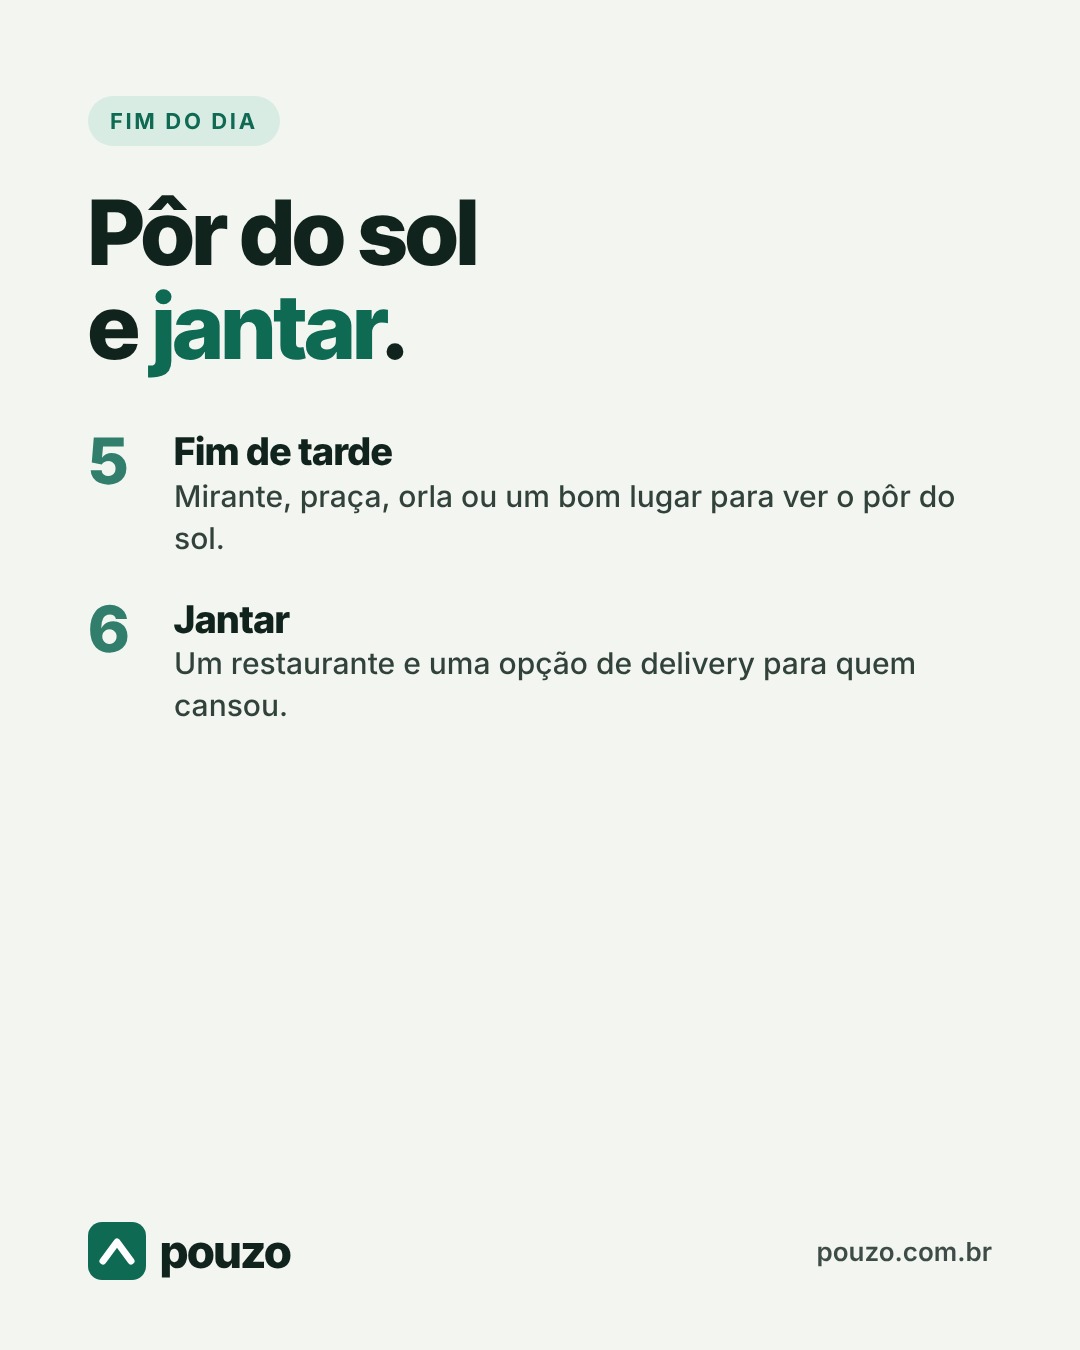 FIM DO DIA
Pôr do sol
e jantar.
5 Fim de tarde
Mirante, praça, orla ou um bom lugar para ver o pôr do
sol.
6 Jantar
Um restaurante e uma opção de delivery para quem
cansou.
pouzo
pouzo.com.br